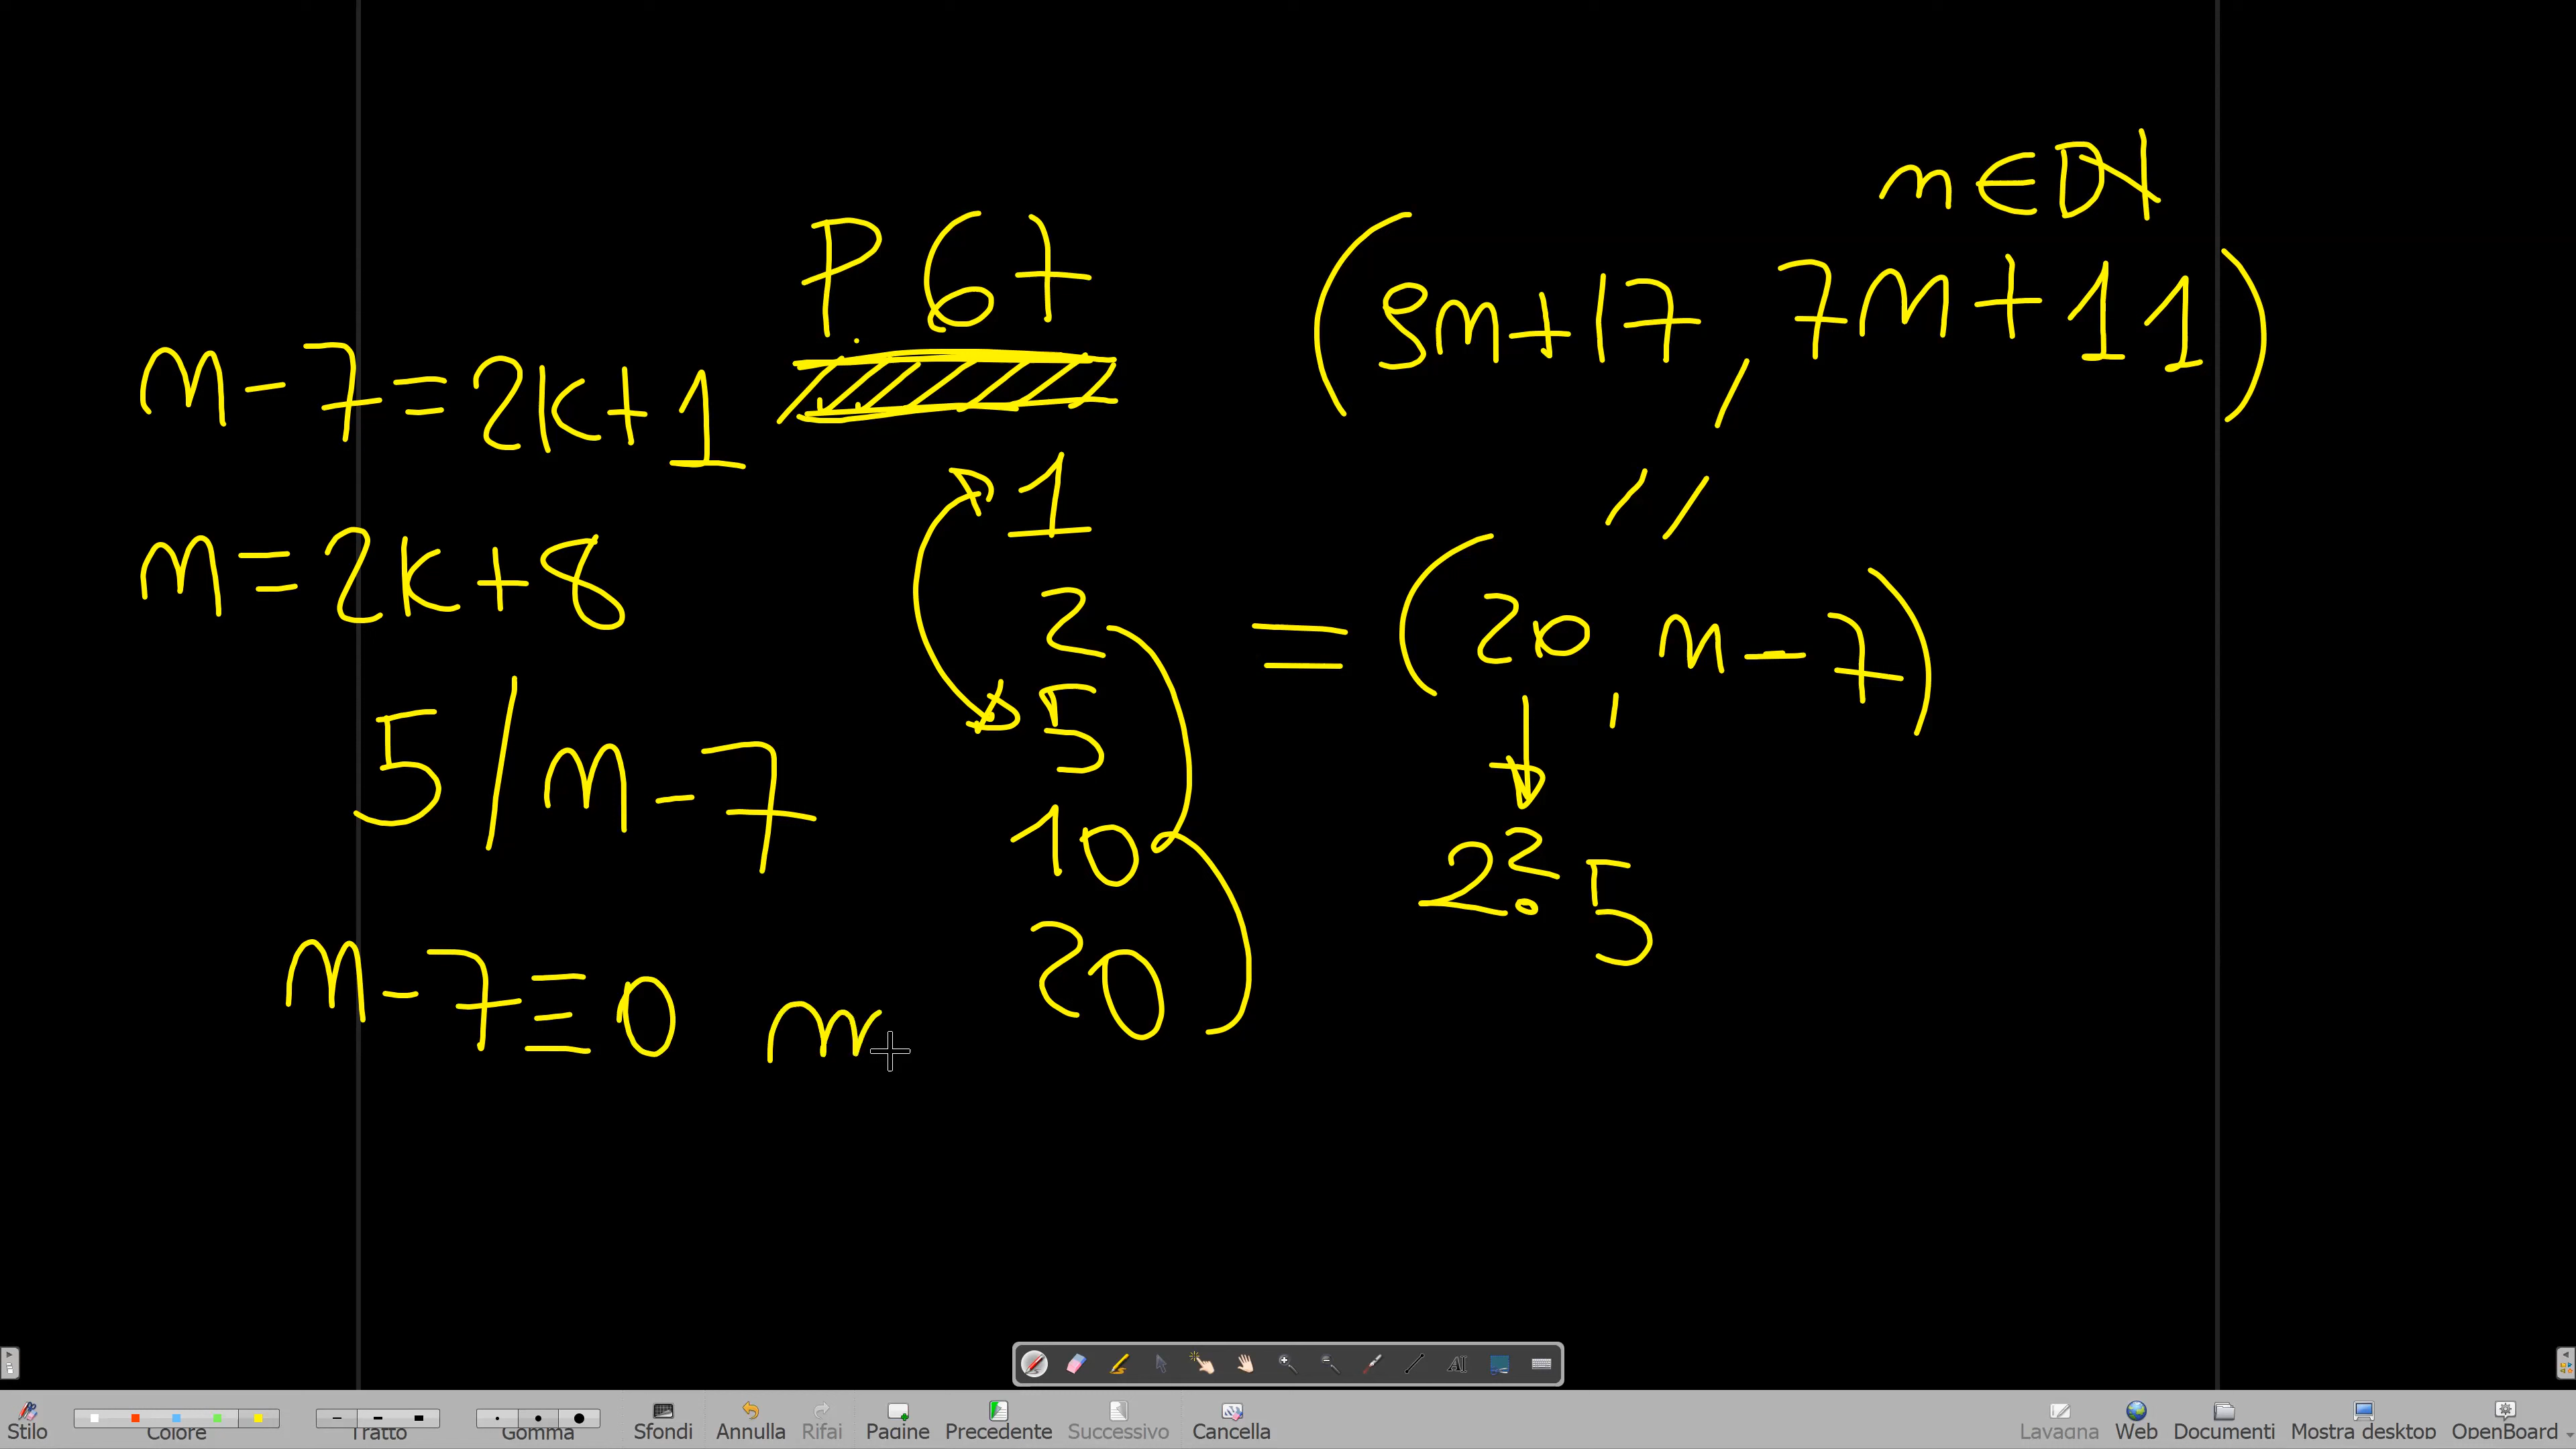 n ∈ ℕ
P. 67
(9n+17, 7n+11)
n-7=2k+1
1
//
n=2k+8
2
= (20, n-7)
5 | n-7
5
10
2²·5
n-7≡0 m
20
Stilo
Colore
Tratto
Gomma
Sfondi
Annulla
Rifai
Pagine
Precedente
Successivo
Cancella
Lavagna
Web
Documenti
Mostra desktop
OpenBoard